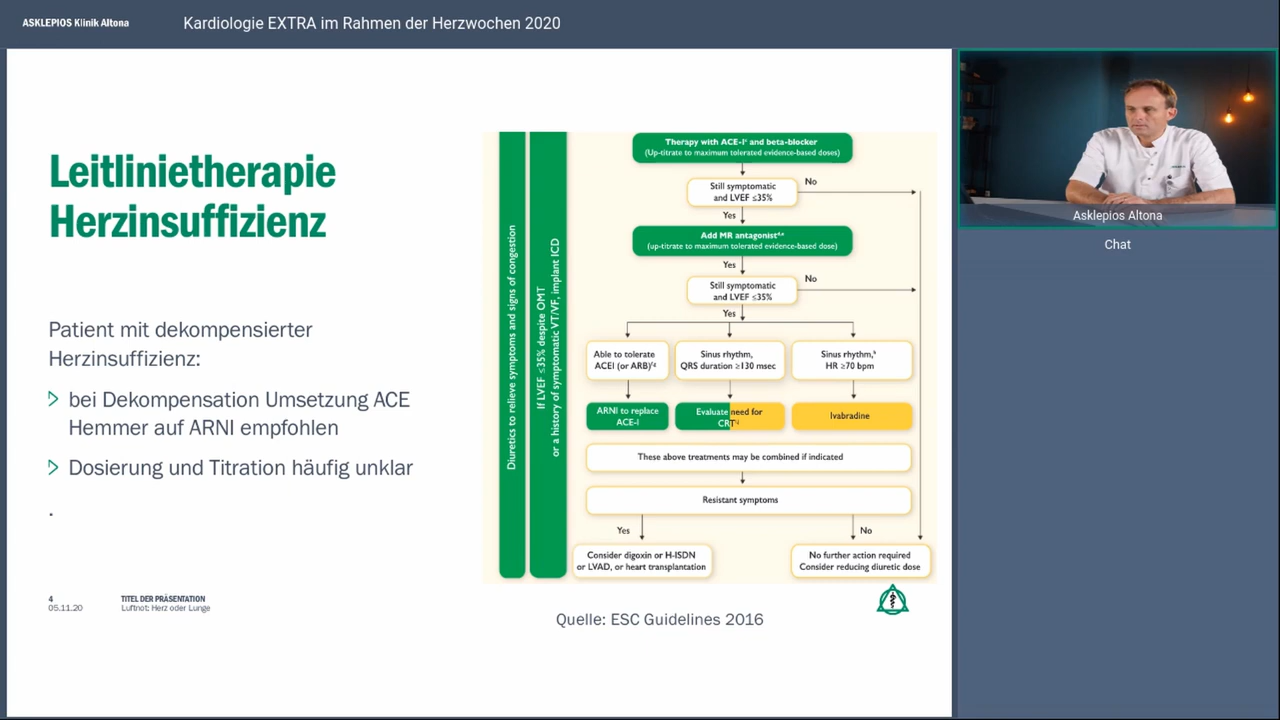 ASKLEPIOS Klinik Altona
Kardiologie EXTRA im Rahmen der Herzwochen 2020
Leitlinietherapie
Herzinsuffizienz
Patient mit dekompensierter
Herzinsuffizienz:
bei Dekompensation Umsetzung ACE
Hemmer auf ARNI empfohlen
Dosierung und Titration häufig unklar
.
4
05.11.20
TITEL DER PRÄSENTATION
Luftnot: Herz oder Lunge
Diuretics to relieve symptoms and signs of congestion
If LVEF ≤35% despite OMT
or a history of symptomatic VT/VF, implant ICD
Therapy with ACE-I and beta-blocker
(Up-titrate to maximum tolerated evidence-based doses)
Still symptomatic
and LVEF ≤35%
No
Yes
Add MR antagonist
(up-titrate to maximum tolerated evidence-based dose)
Yes
Still symptomatic
and LVEF ≤35%
No
Yes
Able to tolerate
ACEI (or ARB)
Sinus rhythm,
QRS duration ≥130 msec
Sinus rhythm,
HR ≥70 bpm
ARNI to replace
ACE-I
Evaluate need for
CRT
Ivabradine
These above treatments may be combined if indicated
Resistant symptoms
Yes
No
Consider digoxin or H-ISDN
or LVAD, or heart transplantation
No further action required
Consider reducing diuretic dose
Quelle: ESC Guidelines 2016
Asklepios Altona
Chat